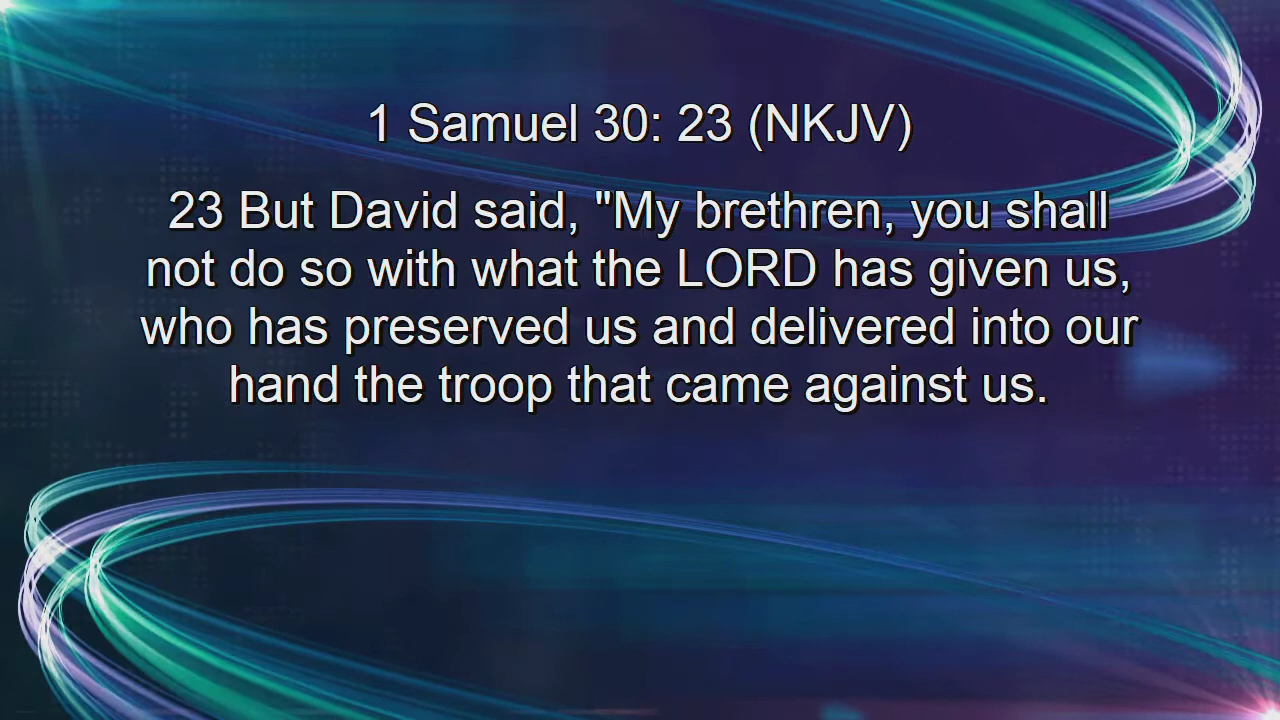 1 Samuel 30: 23 (NKJV)
23 But David said, "My brethren, you shall
not do so with what the LORD has given us,
who has preserved us and delivered into our
hand the troop that came against us.